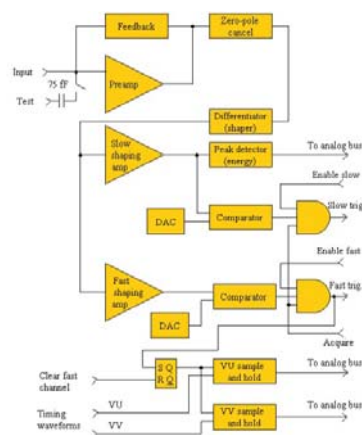 Feedback
Zero-pole
cancel
Input
75 fF
Test
Preamp
Differentiator
(shaper)
Slow
shaping
amp
Peak detector
(energy)
To analog bus
Enable slow
DAC
Comparator
Slow trig.
Enable fast
Fast
shaping
amp
Comparator
Fast trig.
DAC
Acquire
Clear fast
channel
S Q
R Q
VU sample
and hold
To analog bus
Timing
waveforms
VU
VV
VV sample
and hold
To analog bus